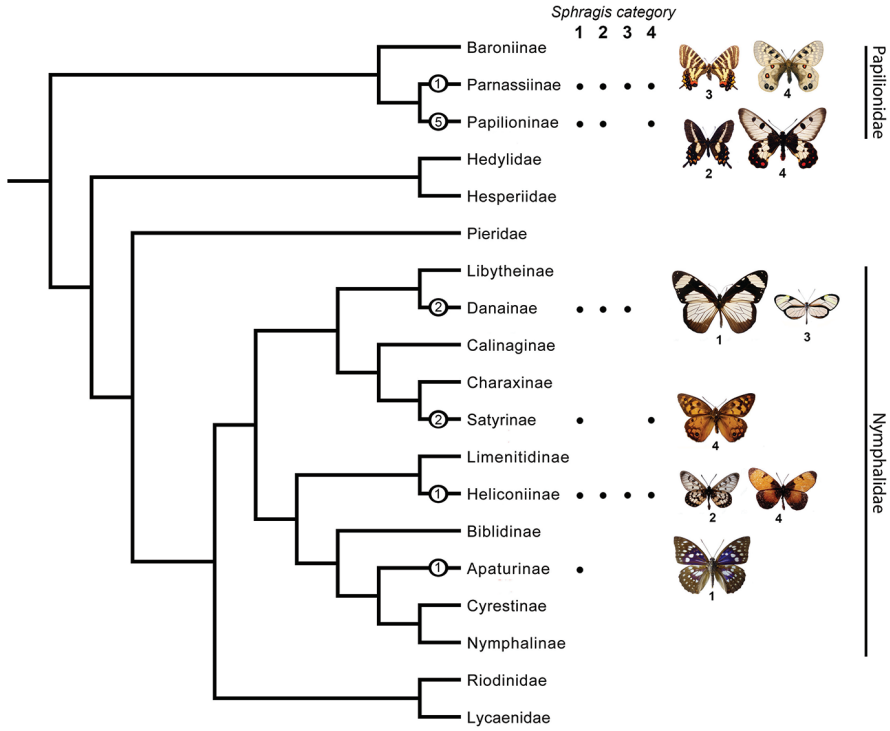 Sphragis category
1 2 3 4
Baroniinae
1 Parnassiinae
3 4
5 Papilioninae
2 4
Papilionidae
Hedylidae
Hesperiidae
Pieridae
Libytheinae
2 Danainae
1 3
Calinaginae
Charaxinae
2 Satyrinae
4
Limenitidinae
1 Heliconiinae
2 4
Biblidinae
1 Apaturinae
1
Cyrestinae
Nymphalinae
Nymphalidae
Riodinidae
Lycaenidae